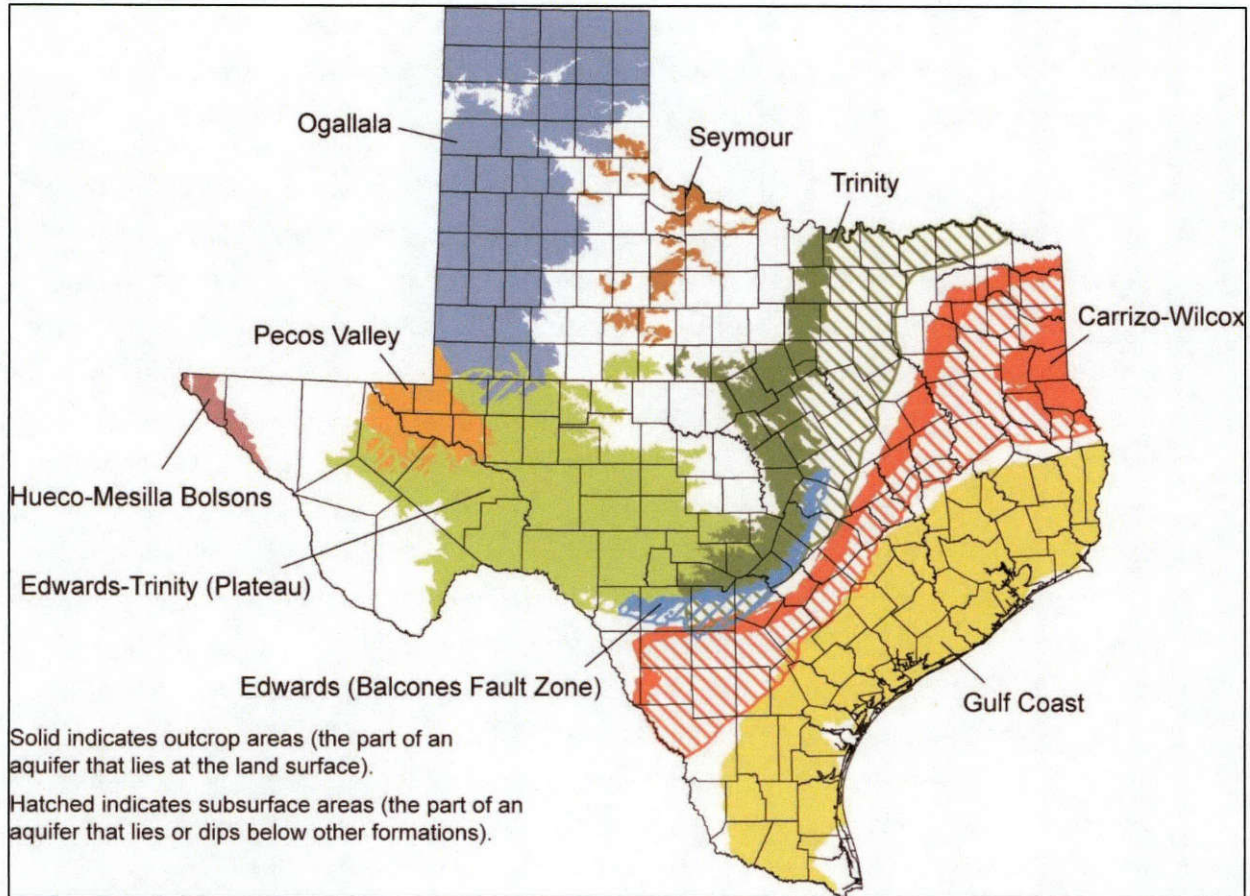 Ogallala
Seymour
Trinity
Pecos Valley
Carrizo-Wilcox
Hueco-Mesilla Bolsons
Edwards-Trinity (Plateau)
Edwards (Balcones Fault Zone)
Gulf Coast
Solid indicates outcrop areas (the part of an
aquifer that lies at the land surface).
Hatched indicates subsurface areas (the part of an
aquifer that lies or dips below other formations).